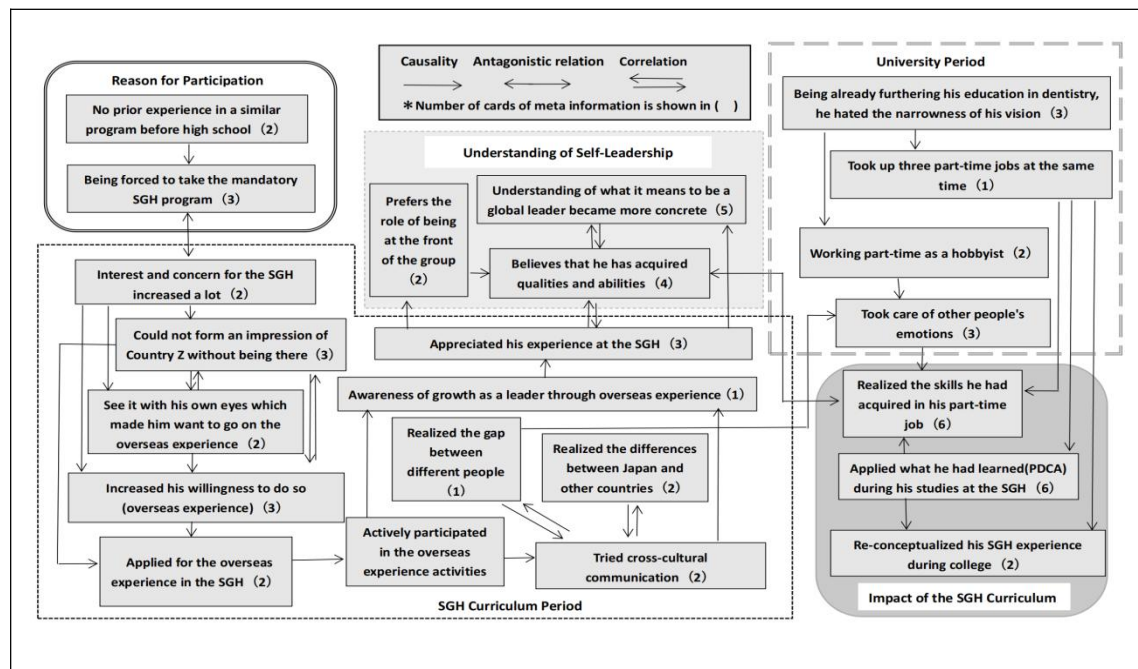 Reason for Participation
No prior experience in a similar
program before high school（2）
Being forced to take the mandatory
SGH program（3）
Causality Antagonistic relation Correlation
＊Number of cards of meta information is shown in ( )
University Period
Being already furthering his education in dentistry,
he hated the narrowness of his vision（3）
Took up three part-time jobs at the same
time（1）
Working part-time as a hobbyist（2）
Took care of other people's
emotions（3）
Understanding of Self-Leadership
Prefers
the role of
being at
the front
of the group
（2）
Understanding of what it means to be a
global leader became more concrete（5）
Believes that he has acquired
qualities and abilities（4）
Interest and concern for the SGH
increased a lot（2）
Could not form an impression of
Country Z without being there（3）
See it with his own eyes which
made him want to go on the
overseas experience（2）
Increased his willingness to do so
(overseas experience)（3）
Applied for the overseas
experience in the SGH（2）
Appreciated his experience at the SGH（3）
Awareness of growth as a leader through overseas experience（1）
Realized the gap
between
different people
（1）
Realized the differences
between Japan and
other countries（2）
Actively participated
in the overseas
experience activities
Tried cross-cultural
communication（2）
SGH Curriculum Period
Realized the skills he had
acquired in his part-time
job（6）
Applied what he had learned(PDCA)
during his studies at the SGH（6）
Re-conceptualized his SGH experience
during college（2）
Impact of the SGH Curriculum